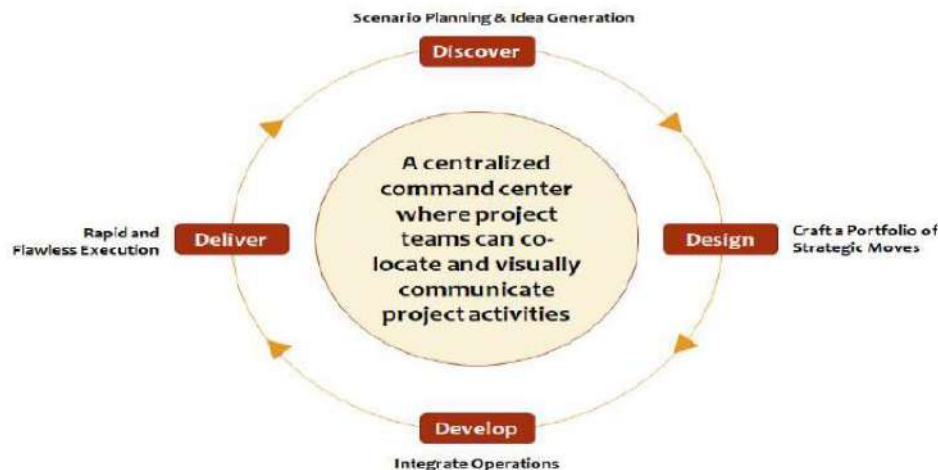 Scenario Planning & Idea Generation
Discover
A centralized
command center
where project
teams can co-
locate and visually
communicate
project activities
Rapid and
Flawless Execution
Deliver
Design
Craft a Portfolio of
Strategic Moves
Develop
Integrate Operations